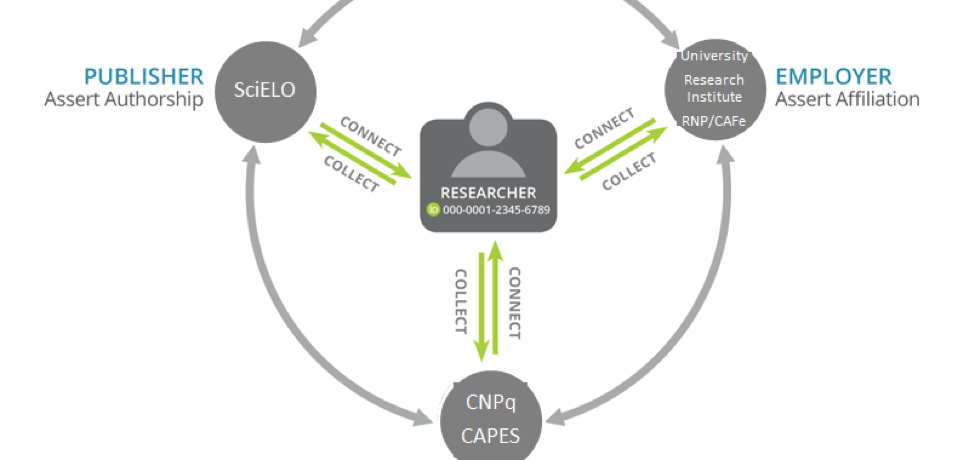 PUBLISHER
Assert Authorship
SciELO
University
Research
Institute
RNP/CAFe
EMPLOYER
Assert Affiliation
CONNECT
COLLECT
CONNECT
COLLECT
RESEARCHER
iD 000-0001-2345-6789
COLLECT
CONNECT
CNPq
CAPES